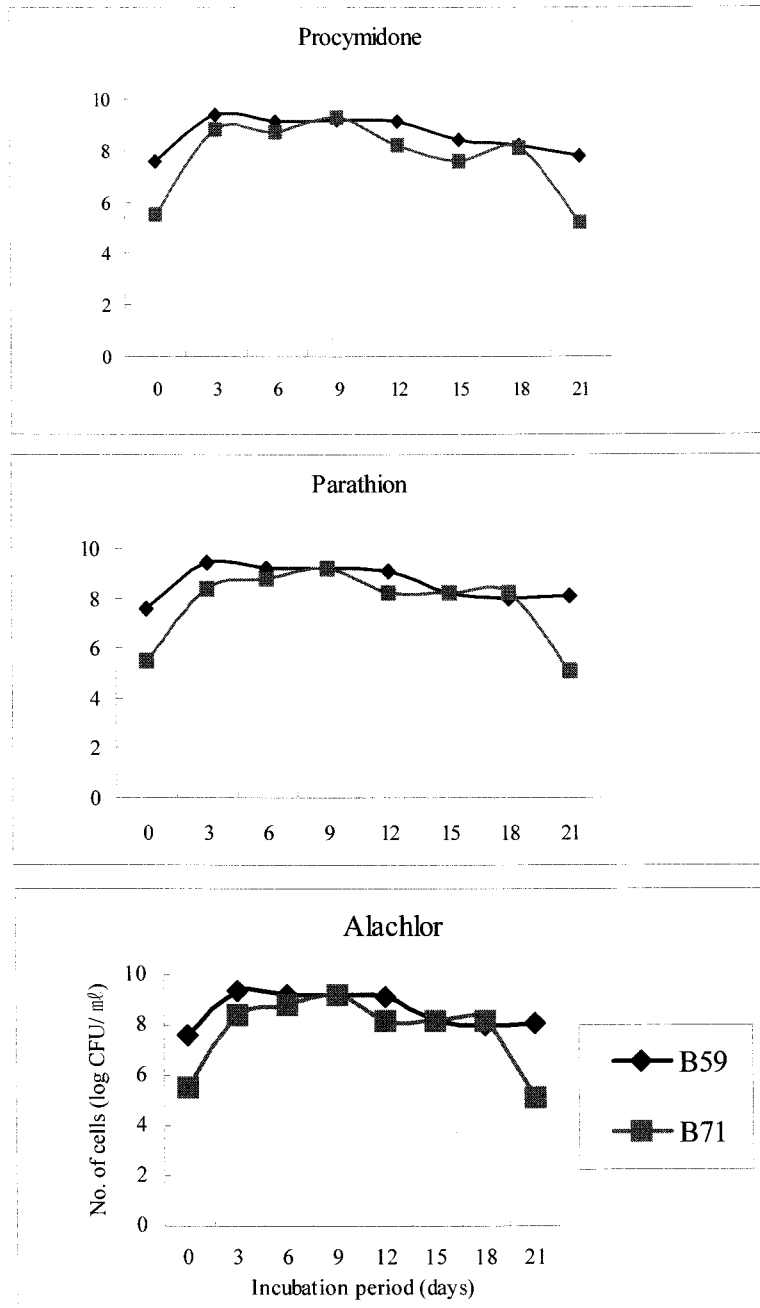 Procymidone
10
8
6
4
2
0
0 3 6 9 12 15 18 21
Parathion
10
8
6
4
2
0
0 3 6 9 12 15 18 21
Alachlor
No. of cells (log CFU/ ㎖)
10
8
6
4
2
0
0 3 6 9 12 15 18 21
Incubation period (days)
B59
B71